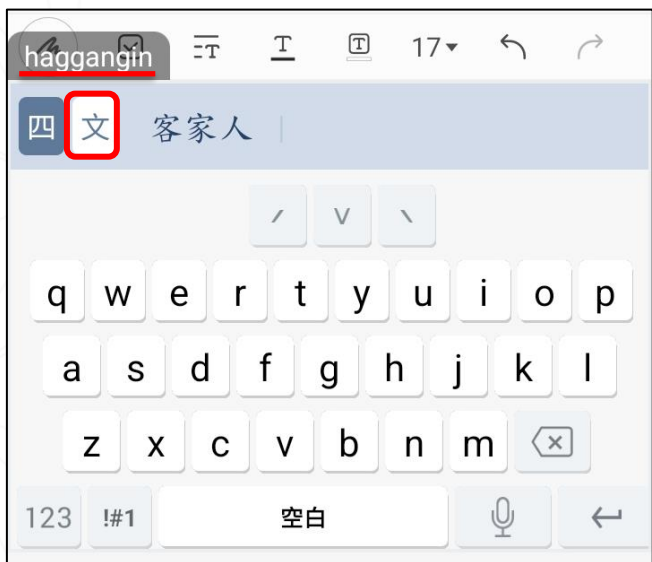 haggangin T T T 17
四 文 客家人
ˊ ˇ ˋ
q w e r t y u i o p
a s d f g h j k l
z x c v b n m
123 !#1 空白